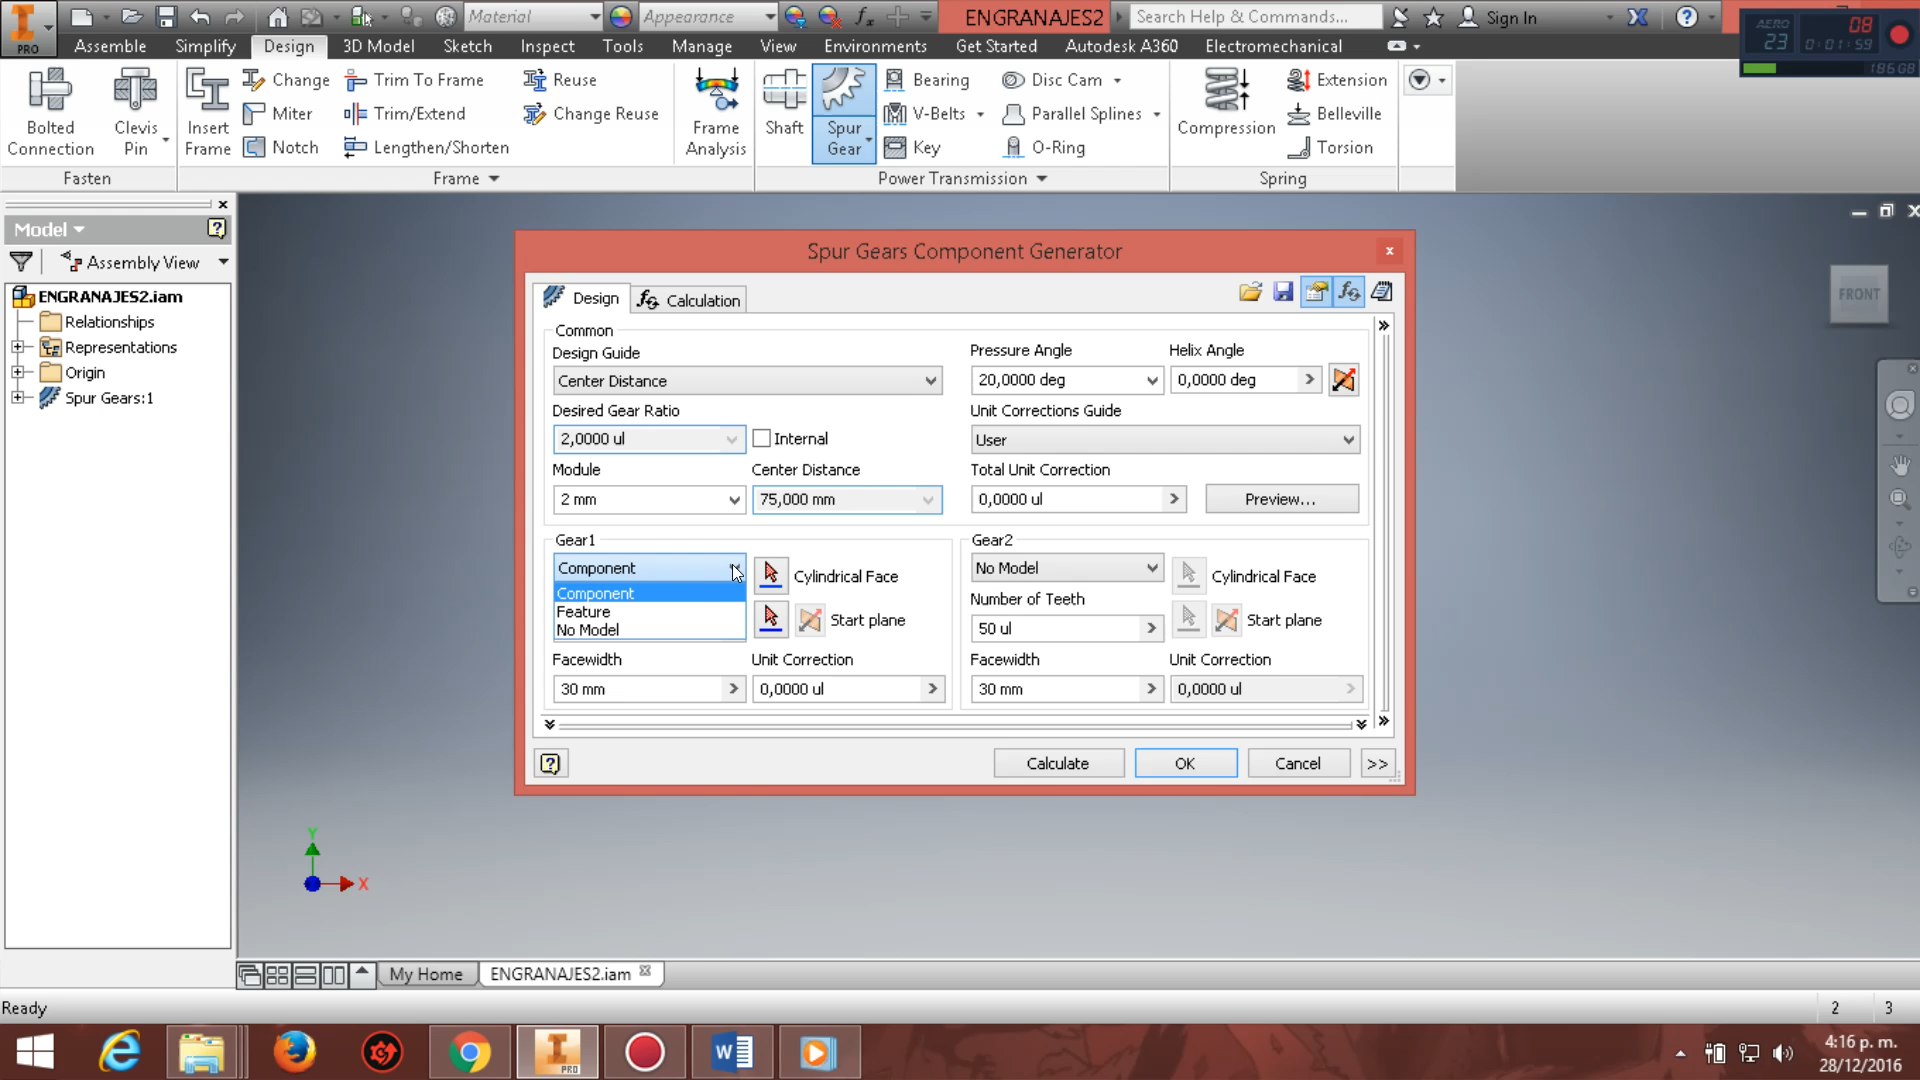 PRO
Material
Appearance
ENGRANAJES2
Search Help & Commands...
Sign In
AERO
23
08
0:01:59
186GB
Assemble
Simplify
Design
3D Model
Sketch
Inspect
Tools
Manage
View
Environments
Get Started
Autodesk A360
Electromechanical
Bolted
Connection
Clevis
Pin
Insert
Frame
Change
Miter
Notch
Trim To Frame
Trim/Extend
Lengthen/Shorten
Reuse
Change Reuse
Frame
Analysis
Shaft
Spur
Gear
Bearing
V-Belts
Key
Disc Cam
Parallel Splines
O-Ring
Compression
Extension
Belleville
Torsion
Fasten
Frame
Power Transmission
Spring
Model
Assembly View
ENGRANAJES2.iam
Relationships
Representations
Origin
Spur Gears:1
FRONT
Spur Gears Component Generator
Design
Calculation
Common
Design Guide
Center Distance
Pressure Angle
20,0000 deg
Helix Angle
0,0000 deg
Desired Gear Ratio
2,0000 ul
Internal
Unit Corrections Guide
User
Module
2 mm
Center Distance
75,000 mm
Total Unit Correction
0,0000 ul
Preview...
Gear1
Component
Component
Feature
No Model
Cylindrical Face
Start plane
Facewidth
30 mm
Unit Correction
0,0000 ul
Gear2
No Model
Cylindrical Face
Number of Teeth
50 ul
Start plane
Facewidth
30 mm
Unit Correction
0,0000 ul
Calculate
OK
Cancel
>>
Y
X
My Home
ENGRANAJES2.iam
Ready
2
3
PRO
4:16 p. m.
28/12/2016